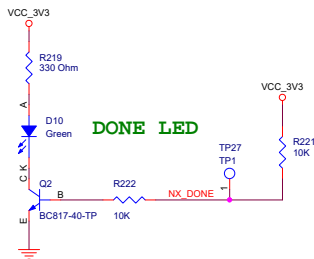 VCC_3V3
R219
330 Ohm
A
D10
Green
DONE LED
C K
Q2
B
BC817-40-TP
E
R222
10K
NX_DONE
TP27
TP1
1
VCC_3V3
R221
10K